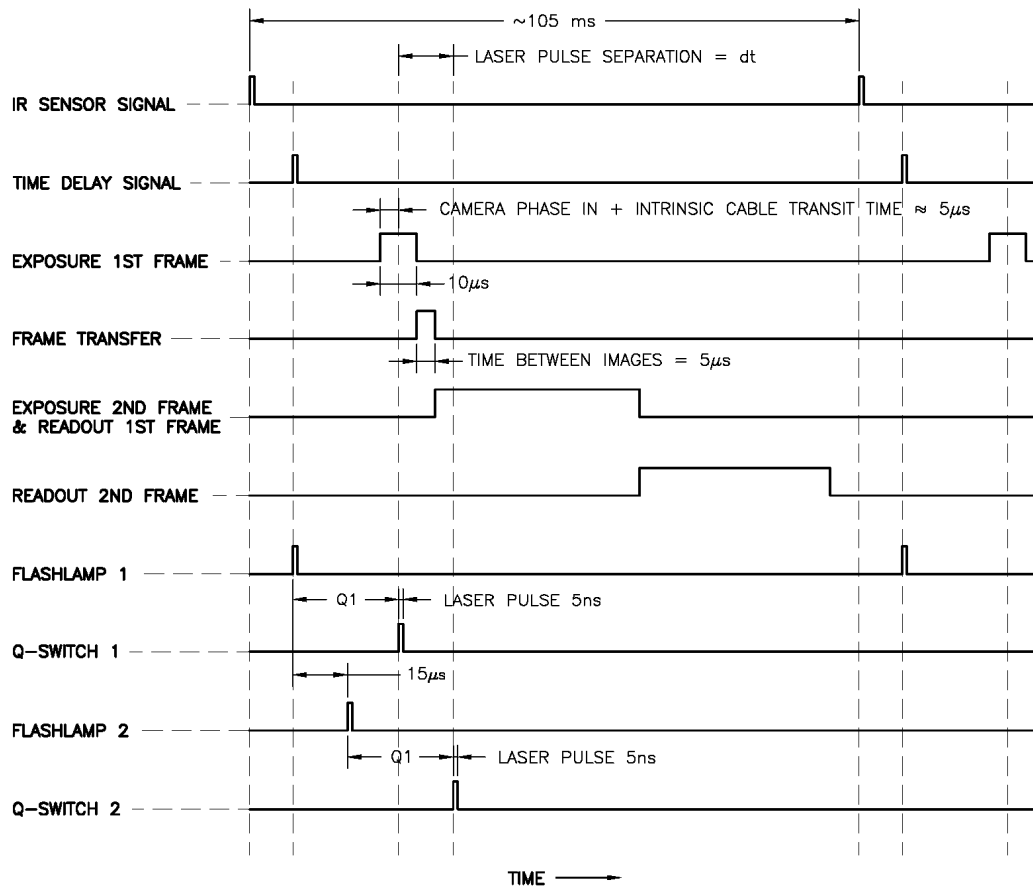 ~105 ms
LASER PULSE SEPARATION = dt
IR SENSOR SIGNAL
TIME DELAY SIGNAL
CAMERA PHASE IN + INTRINSIC CABLE TRANSIT TIME ≈ 5μs
EXPOSURE 1ST FRAME
10μs
FRAME TRANSFER
TIME BETWEEN IMAGES = 5μs
EXPOSURE 2ND FRAME
& READOUT 1ST FRAME
READOUT 2ND FRAME
FLASHLAMP 1
Q1
LASER PULSE 5ns
Q-SWITCH 1
15μs
FLASHLAMP 2
Q1
LASER PULSE 5ns
Q-SWITCH 2
TIME